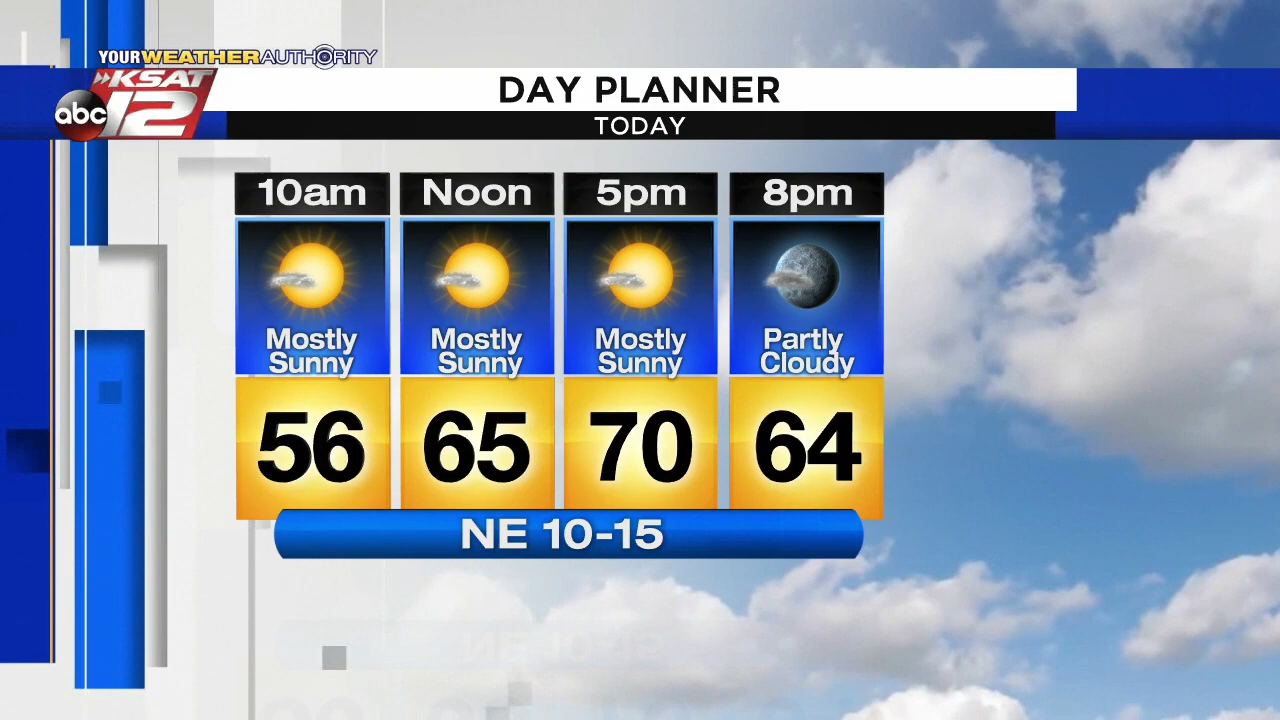 YOUR WEATHER AUTHORITY
KSAT
abc 12
DAY PLANNER
TODAY
10am Noon 5pm 8pm
Mostly Sunny Mostly Sunny Mostly Sunny Partly Cloudy
56 65 70 64
NE 10-15